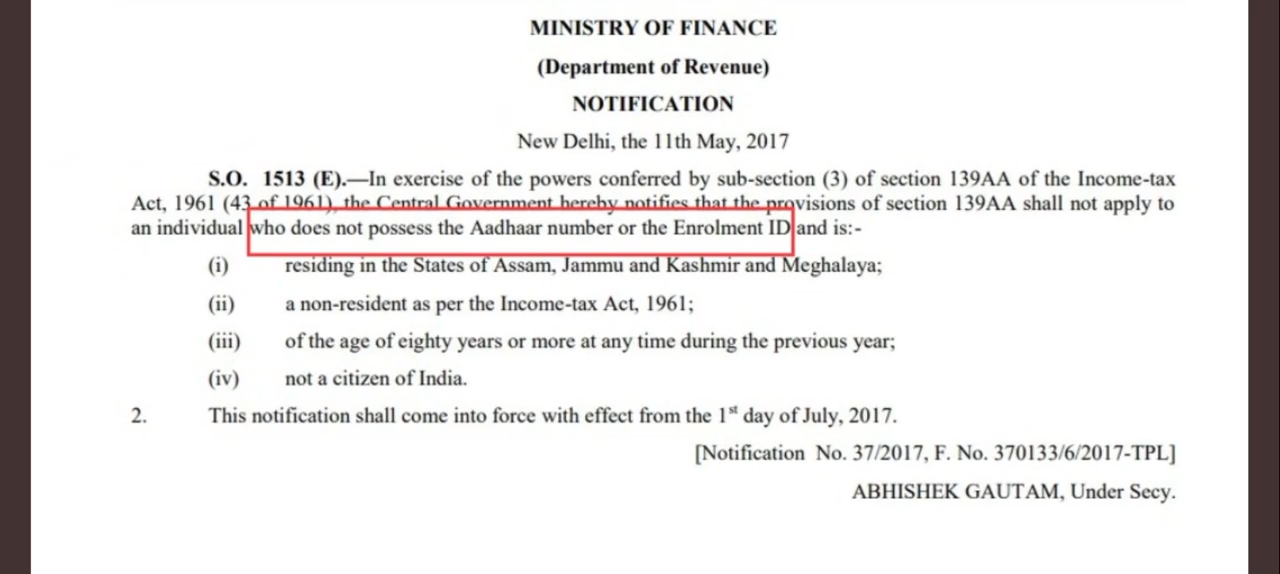 MINISTRY OF FINANCE
(Department of Revenue)
NOTIFICATION
New Delhi, the 11th May, 2017
S.O. 1513 (E).—In exercise of the powers conferred by sub-section (3) of section 139AA of the Income-tax
Act, 1961 (43 of 1961), the Central Government hereby notifies that the provisions of section 139AA shall not apply to
an individual who does not possess the Aadhaar number or the Enrolment ID and is:-
(i) residing in the States of Assam, Jammu and Kashmir and Meghalaya;
(ii) a non-resident as per the Income-tax Act, 1961;
(iii) of the age of eighty years or more at any time during the previous year;
(iv) not a citizen of India.
2. This notification shall come into force with effect from the 1st day of July, 2017.
[Notification No. 37/2017, F. No. 370133/6/2017-TPL]
ABHISHEK GAUTAM, Under Secy.